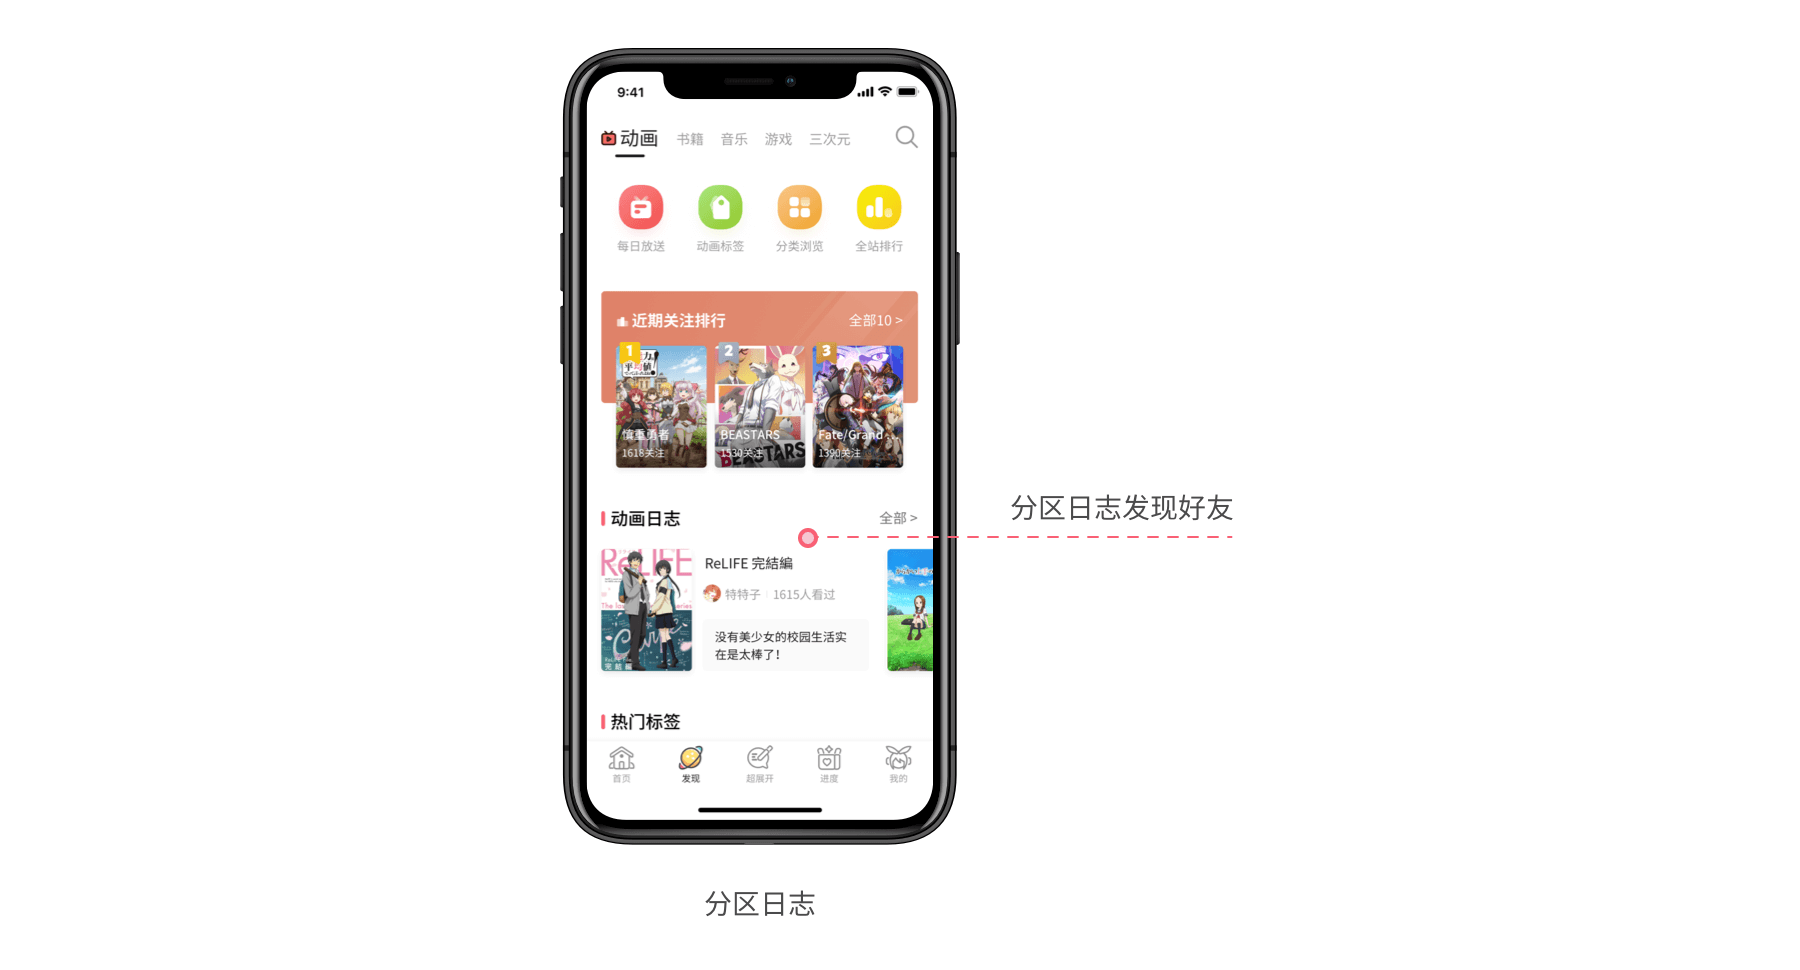 9:41
动画 书籍 音乐 游戏 三次元
每日放送 动画标签 分类浏览 全站排行
近期关注排行 全部10 >
1 2 3
慎重勇者 BEASTARS Fate/Grand ...
1618关注 1530关注 1390关注
BEASTARS
分区日志发现好友
动画日志 全部 >
ReLIFE
ReLIFE 完結編
特特子 1615人看过
没有美少女的校园生活实
在是太棒了!
完結編
热门标签
首页 发现 超展开 进度 我的
分区日志